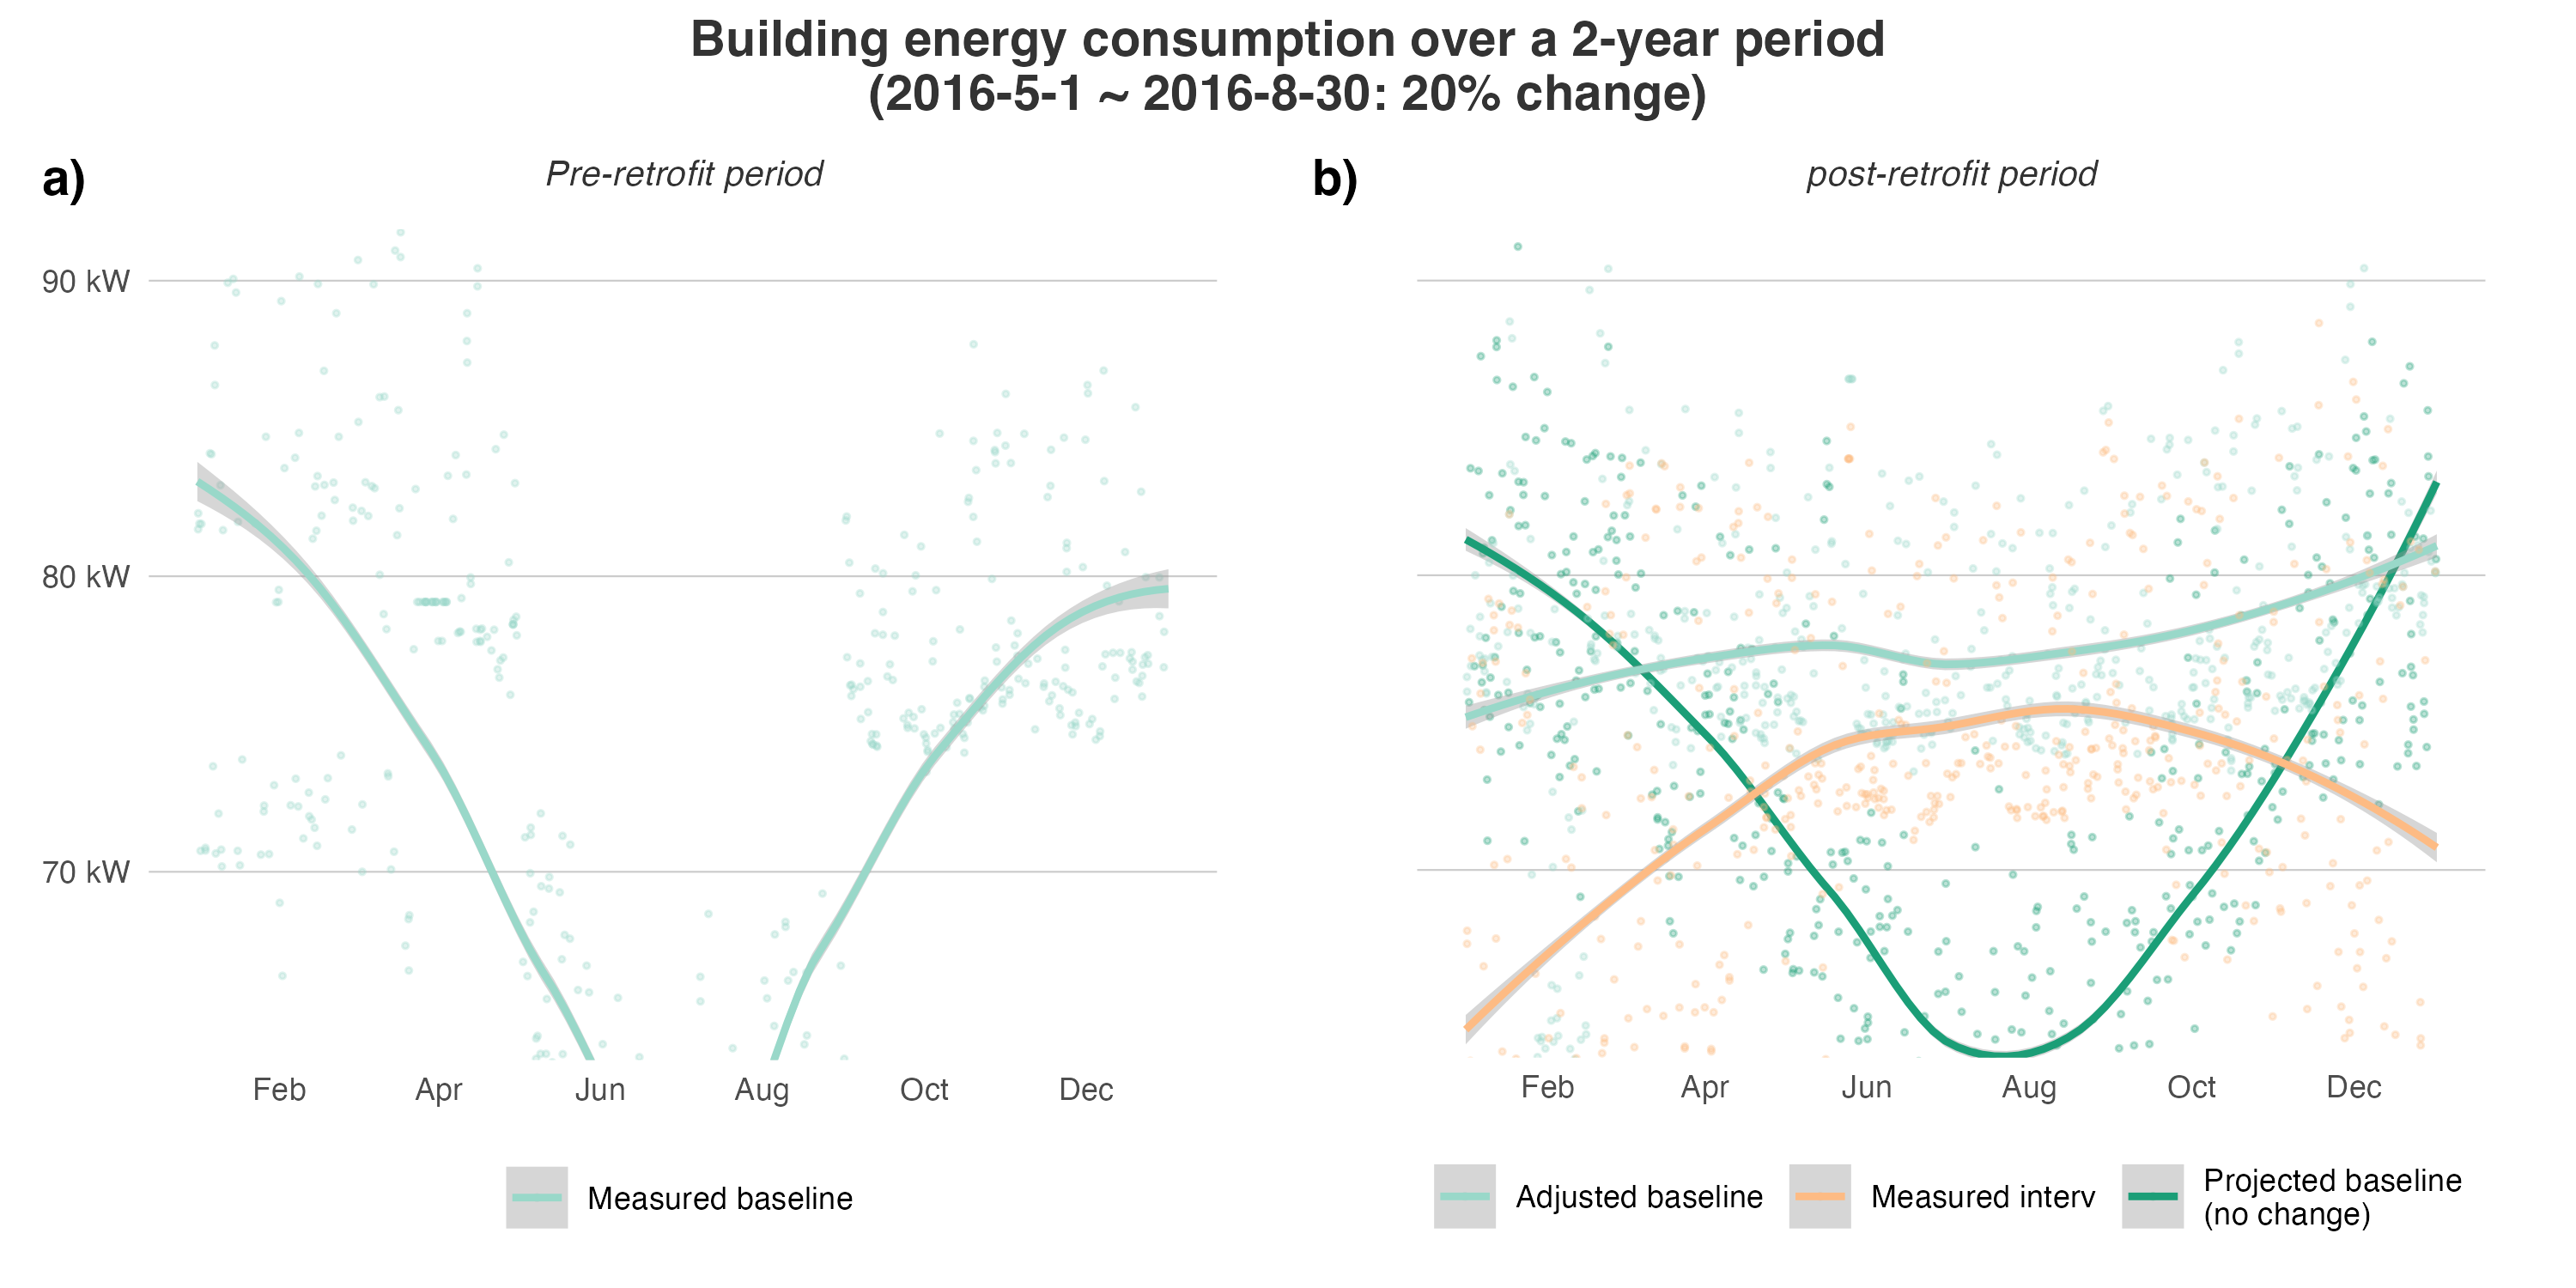 Building energy consumption over a 2-year period
(2016-5-1 ~ 2016-8-30: 20% change)
a)
Pre-retrofit period
90 kW
80 kW
70 kW
Feb
Apr
Jun
Aug
Oct
Dec
Measured baseline
b)
post-retrofit period
Feb
Apr
Jun
Aug
Oct
Dec
Adjusted baseline
Measured interv
Projected baseline
(no change)